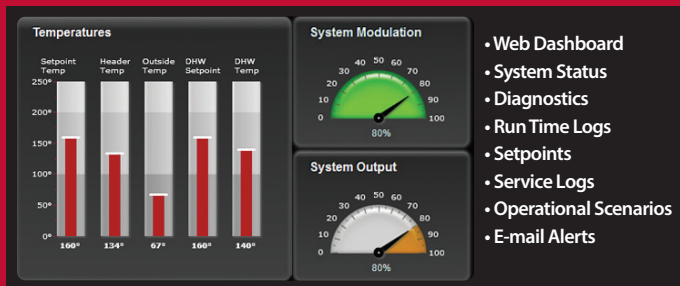 Temperatures
Setpoint Temp
Header Temp
Outside Temp
DHW Setpoint
DHW Temp
250°
200°
150°
100°
50°
0°
160°
134°
67°
160°
140°
System Modulation
0
10
20
30
40
50
60
70
80
90
100
80%
System Output
0
10
20
30
40
50
60
70
80
90
100
80%
• Web Dashboard
• System Status
• Diagnostics
• Run Time Logs
• Setpoints
• Service Logs
• Operational Scenarios
• E-mail Alerts